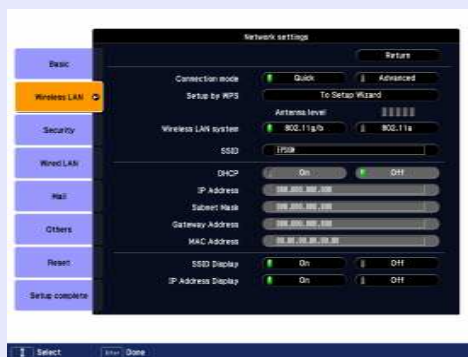 Network settings
Return
Basic
Connection mode Quick Advanced
Wireless LAN
Setup by WPS To Setup Wizard
Antenna level
Security
Wireless LAN system 802.11g/b 802.11a
SSID EPSON
Wired LAN
DHCP On Off
Mail
IP Address
Subnet Mask
Others
Gateway Address
MAC Address
Reset
SSID Display On Off
IP Address Display On Off
Setup complete
Select Enter Done